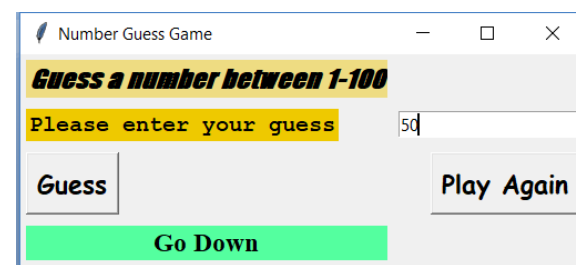 Number Guess Game
Guess a number between 1-100
Please enter your guess 50
Guess Play Again
Go Down